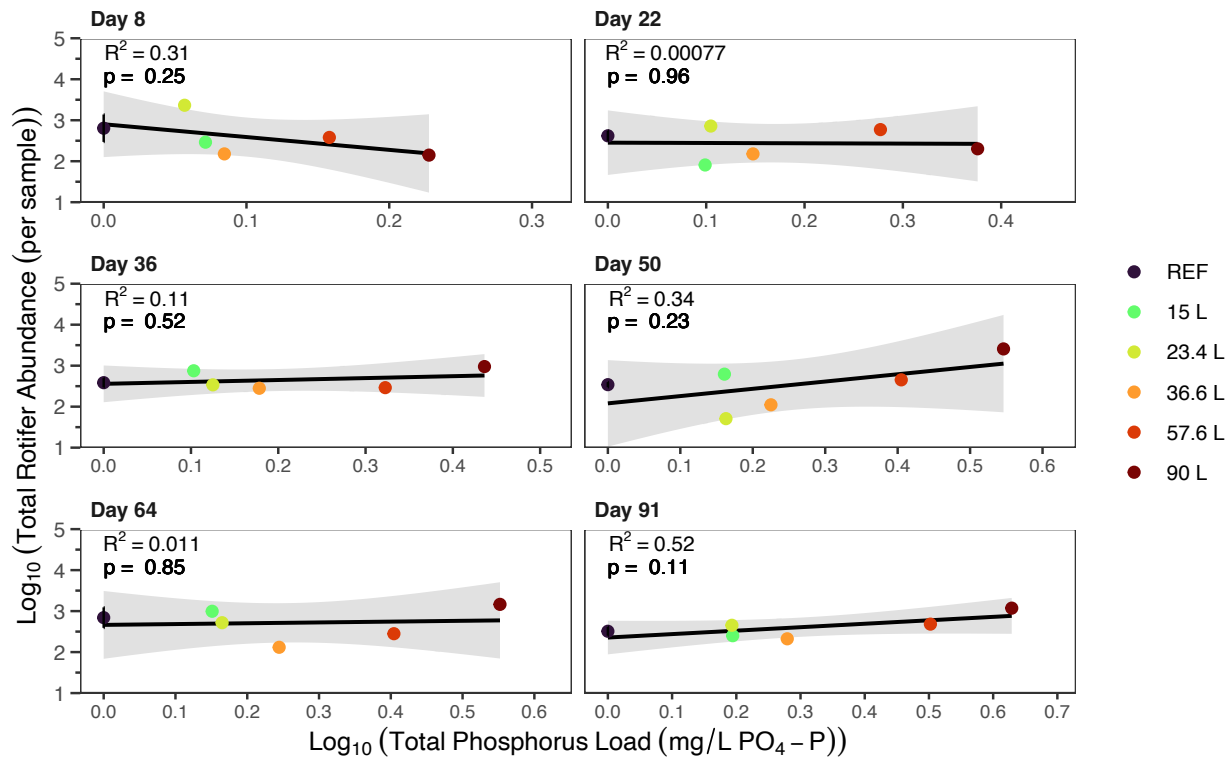 Log10 (Total Rotifer Abundance (per sample))
Day 8
R² = 0.31
p = 0.25
5
4
3
2
1
0.0 0.1 0.2 0.3
Day 22
R² = 0.00077
p = 0.96
0.0 0.1 0.2 0.3 0.4
Day 36
R² = 0.11
p = 0.52
5
4
3
2
1
0.0 0.1 0.2 0.3 0.4 0.5
Day 50
R² = 0.34
p = 0.23
0.0 0.1 0.2 0.3 0.4 0.5 0.6
Day 64
R² = 0.011
p = 0.85
5
4
3
2
1
0.0 0.1 0.2 0.3 0.4 0.5 0.6
Day 91
R² = 0.52
p = 0.11
0.0 0.1 0.2 0.3 0.4 0.5 0.6 0.7
Log₁₀ (Total Phosphorus Load (mg/L PO₄ – P))
REF
15 L
23.4 L
36.6 L
57.6 L
90 L